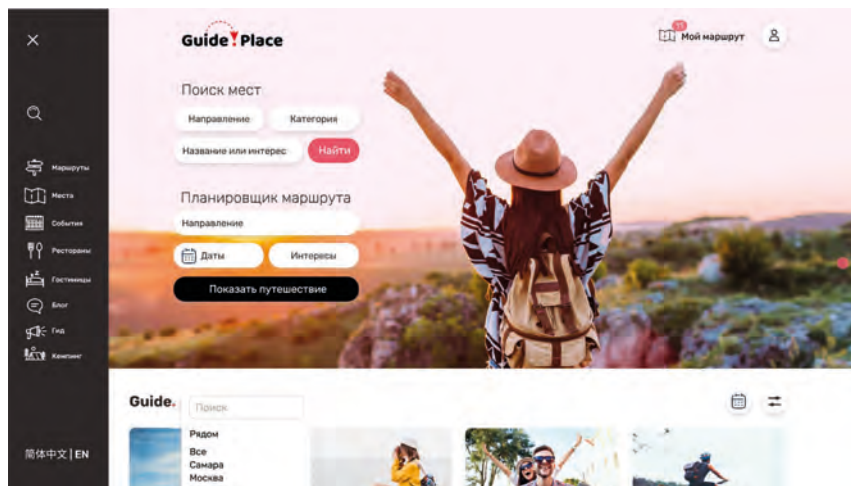 Guide Place
11
Мой маршрут
Поиск мест
Направление
Категория
Название или интерес
Найти
Планировщик маршрута
Направление
Даты
Интересы
Показать путешествие
Маршруты
Места
События
Рестораны
Гостиницы
Блог
Гид
Кемпинг
简体中文 | EN
Guide.
Поиск
Рядом
Все
Самара
Москва